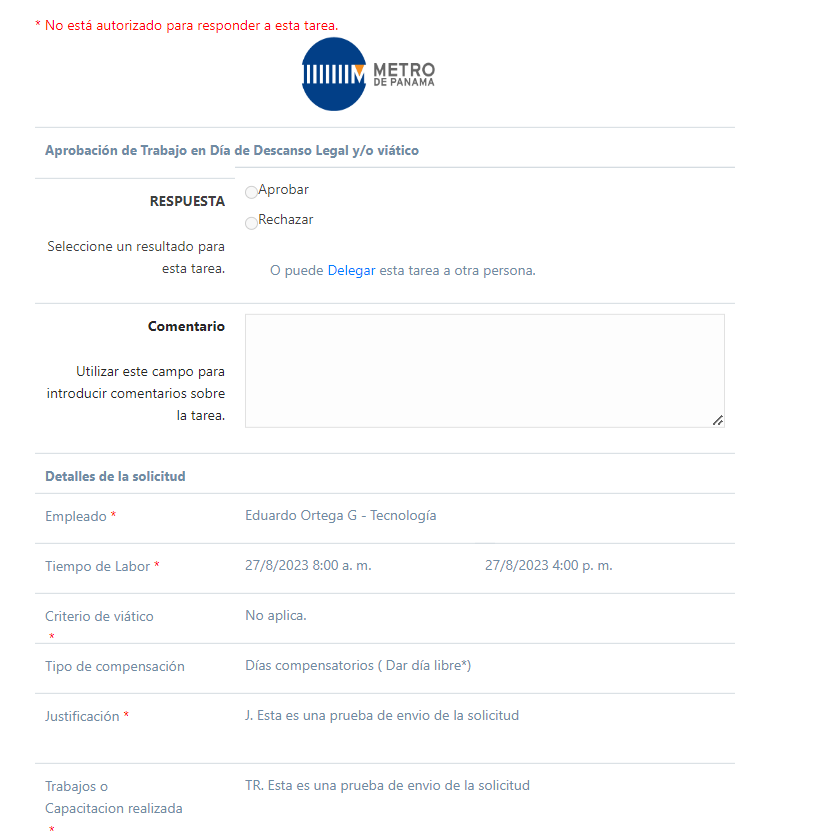 * No está autorizado para responder a esta tarea.
METRO
DE PANAMA
Aprobación de Trabajo en Día de Descanso Legal y/o viático
RESPUESTA
Aprobar
Rechazar
Seleccione un resultado para
esta tarea.
O puede Delegar esta tarea a otra persona.
Comentario
Utilizar este campo para
introducir comentarios sobre
la tarea.
Detalles de la solicitud
Empleado * Eduardo Ortega G - Tecnología
Tiempo de Labor * 27/8/2023 8:00 a. m. 27/8/2023 4:00 p. m.
Criterio de viático No aplica.
*
Tipo de compensación Días compensatorios ( Dar día libre*)
Justificación * J. Esta es una prueba de envio de la solicitud
Trabajos o TR. Esta es una prueba de envio de la solicitud
Capacitacion realizada
*